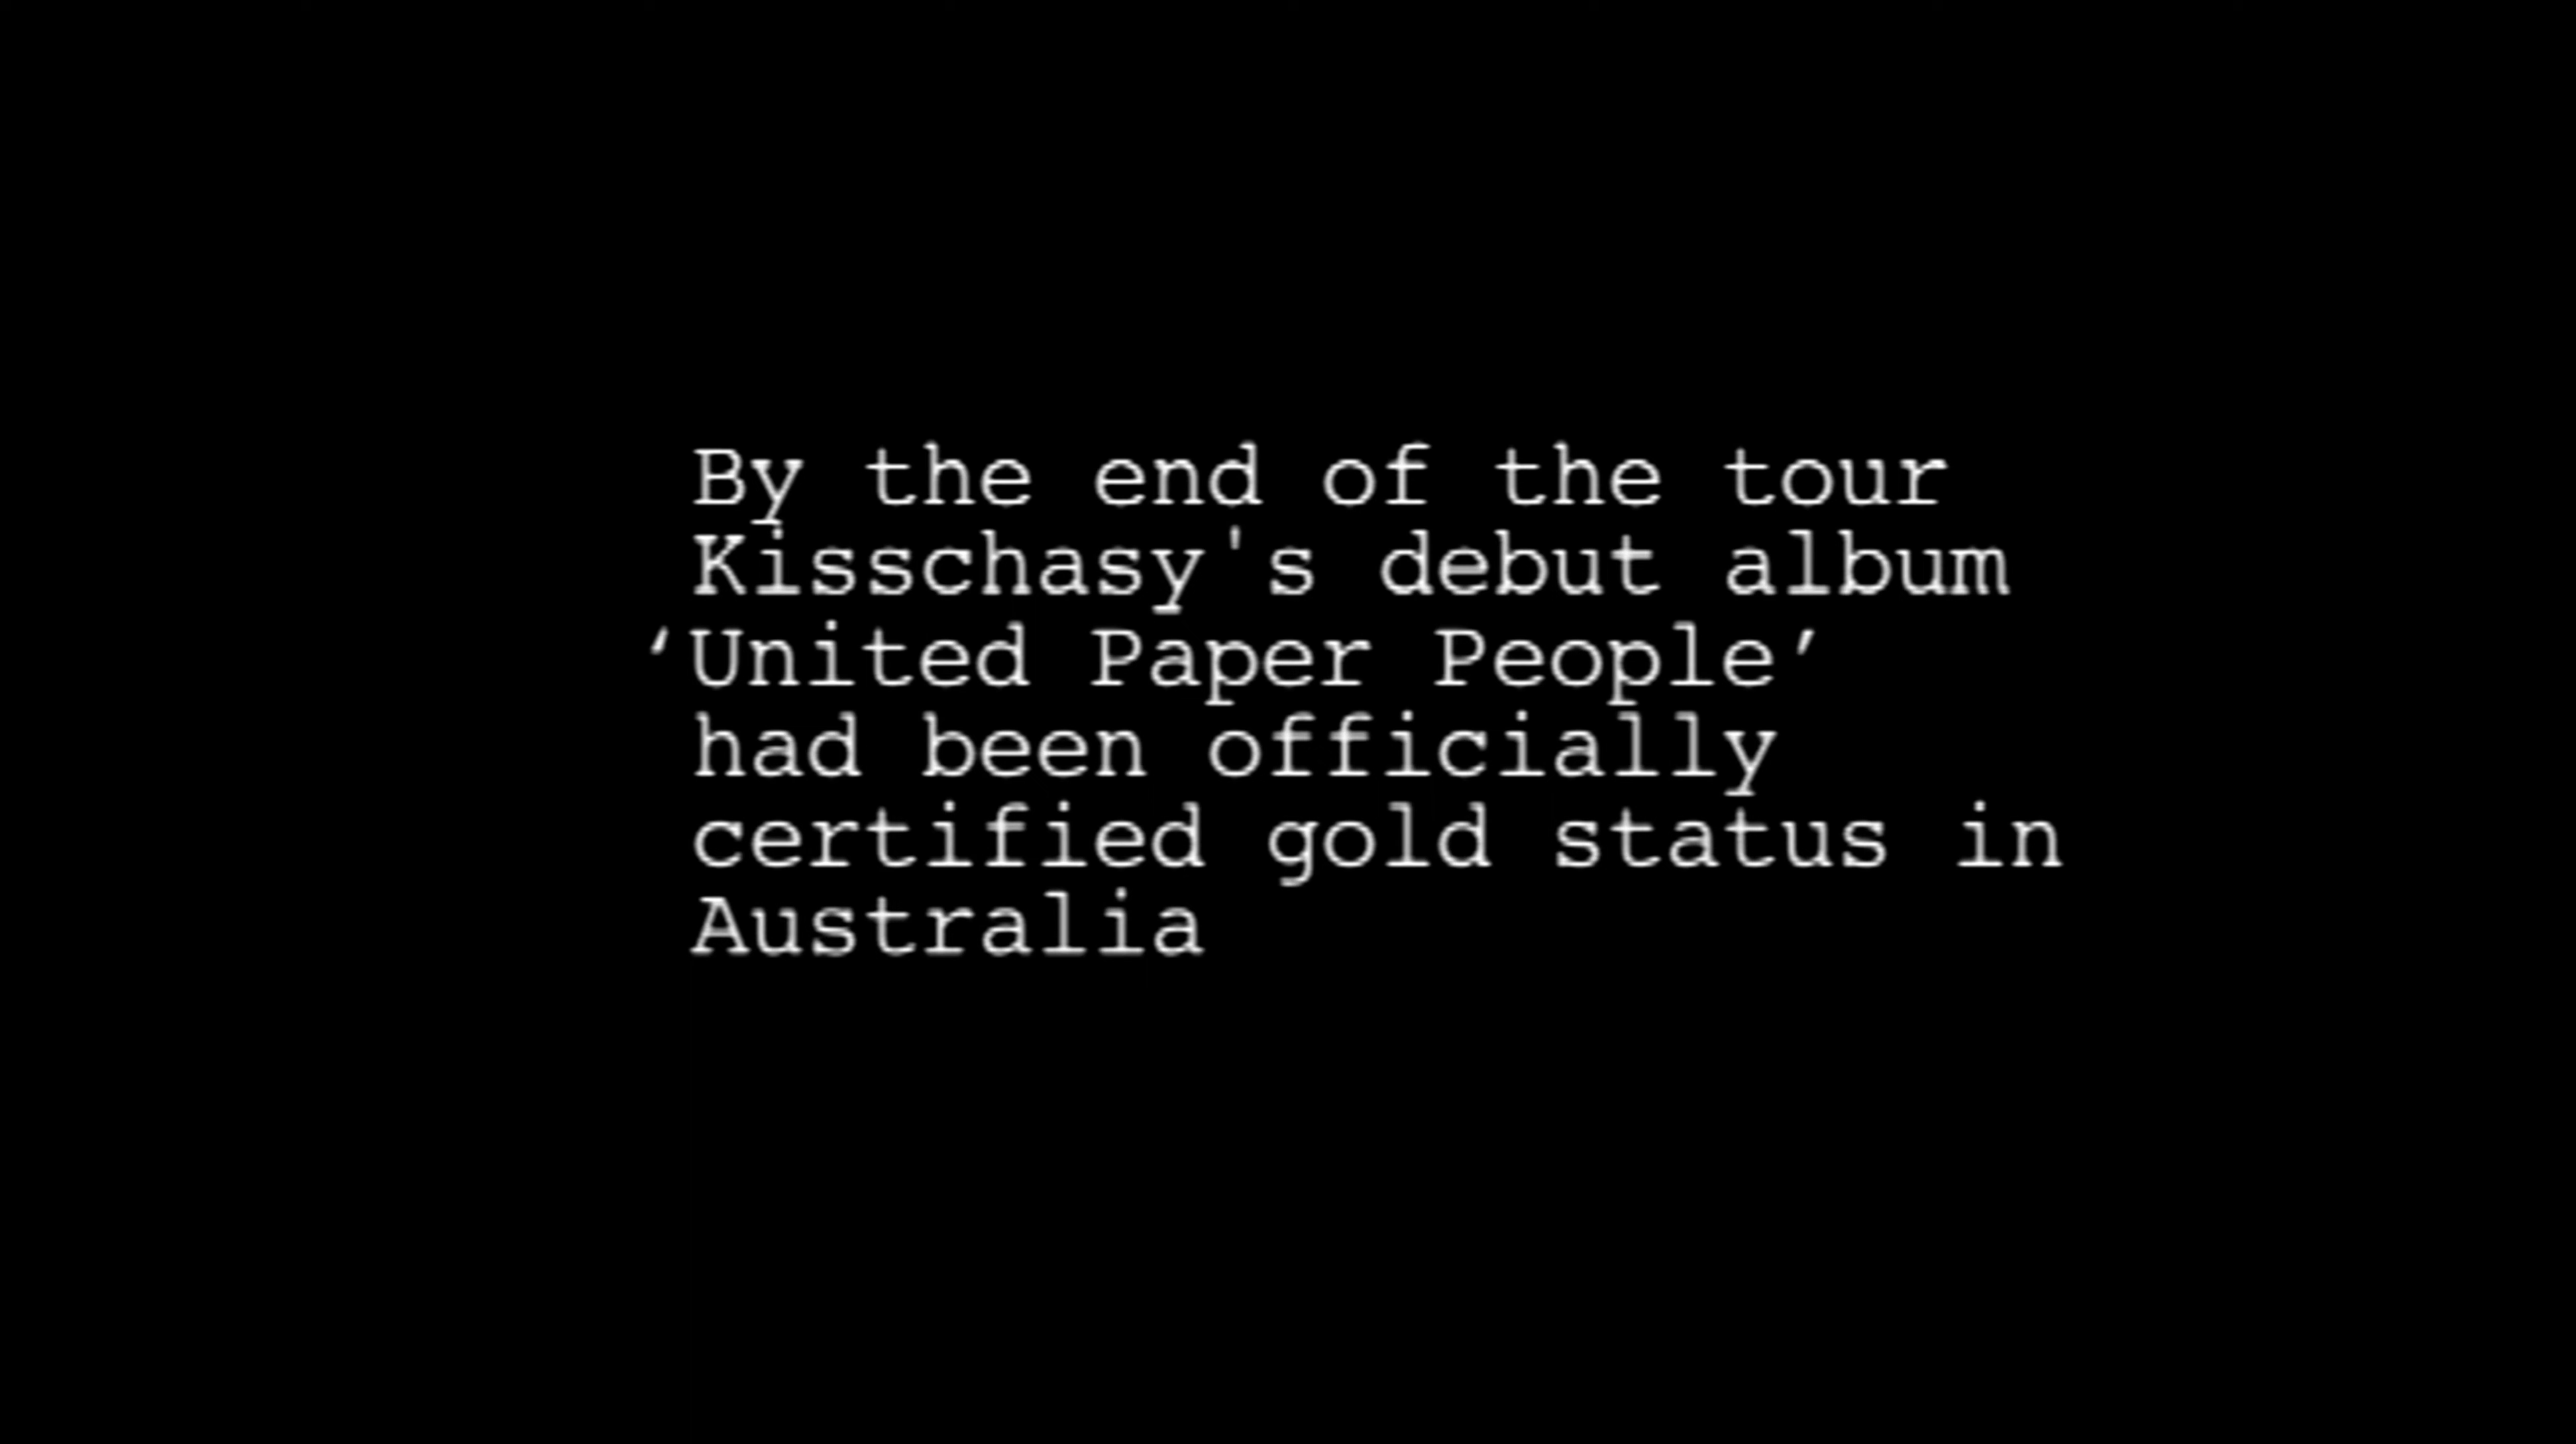 By the end of the tour
Kisschasy's debut album
‘United Paper People’
had been officially
certified gold status in
Australia